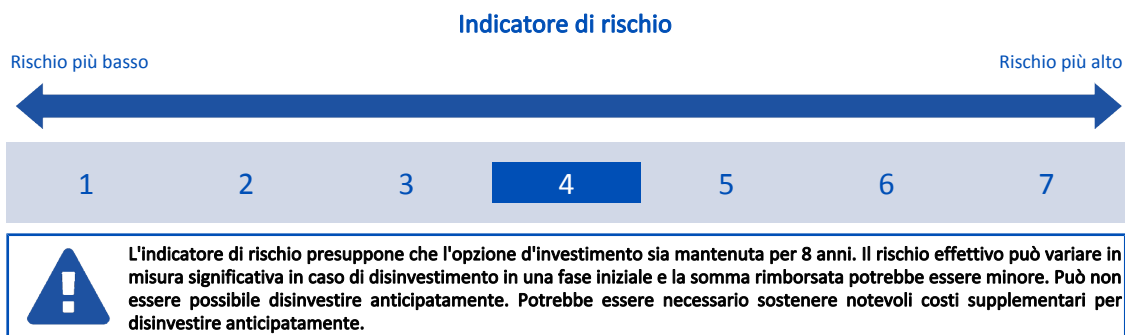 Indicatore di rischio
Rischio più basso Rischio più alto
1 2 3 4 5 6 7
L'indicatore di rischio presuppone che l'opzione d'investimento sia mantenuta per 8 anni. Il rischio effettivo può variare in
misura significativa in caso di disinvestimento in una fase iniziale e la somma rimborsata potrebbe essere minore. Può non
essere possibile disinvestire anticipatamente. Potrebbe essere necessario sostenere notevoli costi supplementari per
disinvestire anticipatamente.